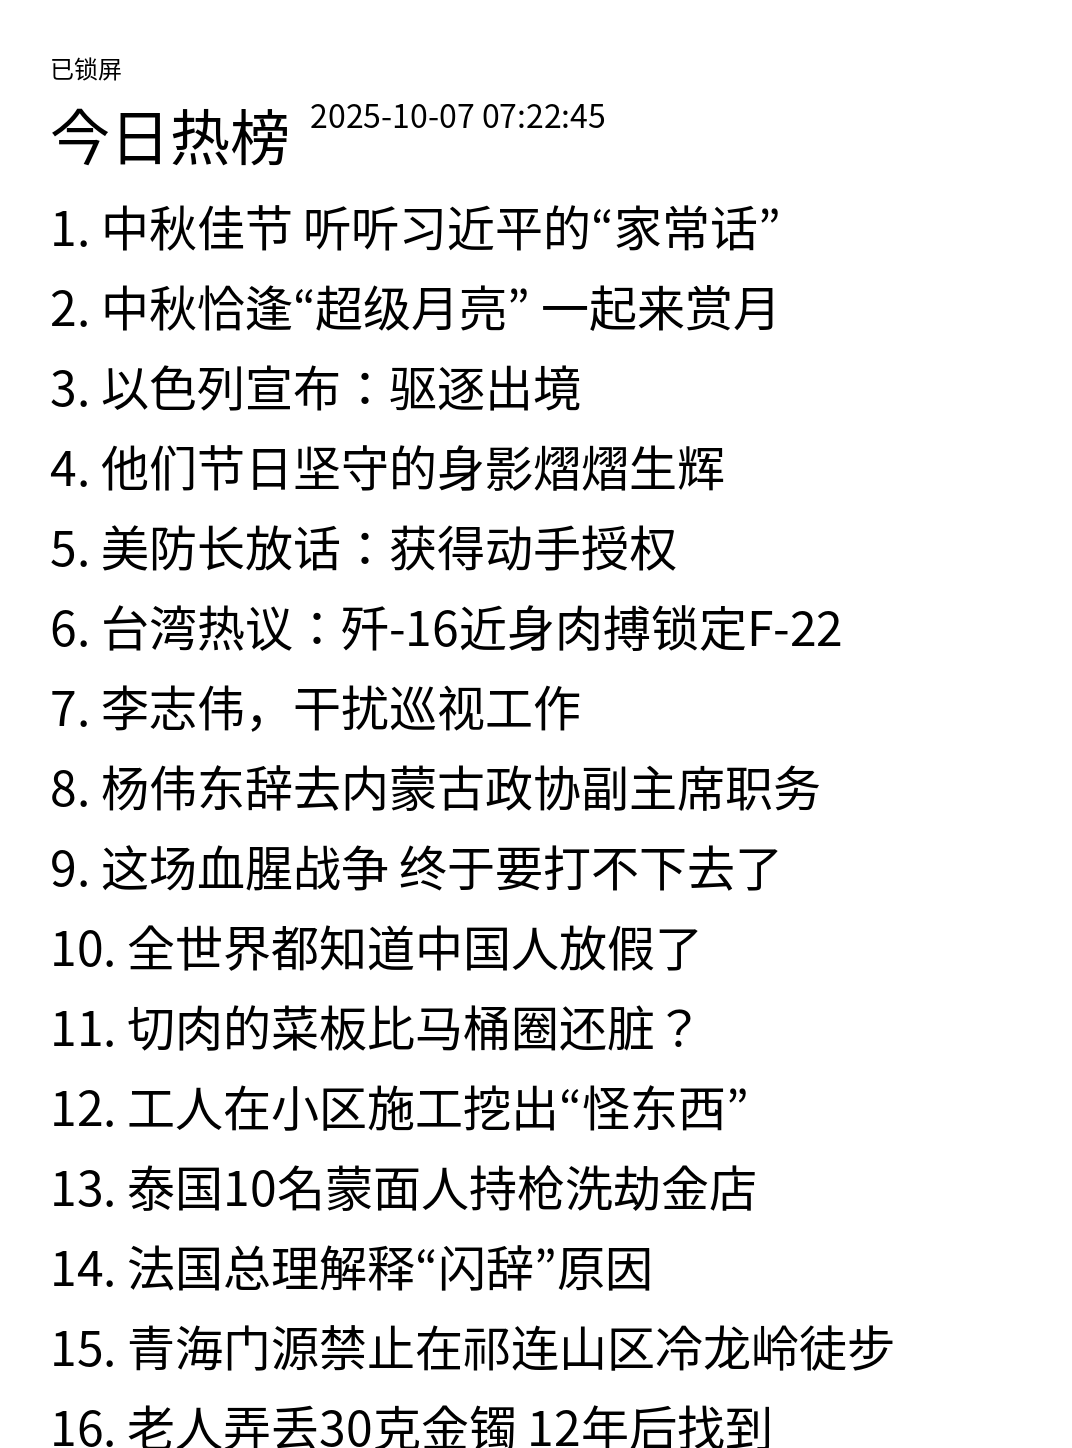 已锁屏
今日热榜 2025-10-07 07:22:45
1. 中秋佳节 听听习近平的“家常话”
2. 中秋恰逢“超级月亮” 一起来赏月
3. 以色列宣布：驱逐出境
4. 他们节日坚守的身影熠熠生辉
5. 美防长放话：获得动手授权
6. 台湾热议：歼-16近身肉搏锁定F-22
7. 李志伟，干扰巡视工作
8. 杨伟东辞去内蒙古政协副主席职务
9. 这场血腥战争 终于要打不下去了
10. 全世界都知道中国人放假了
11. 切肉的菜板比马桶圈还脏？
12. 工人在小区施工挖出“怪东西”
13. 泰国10名蒙面人持枪洗劫金店
14. 法国总理解释“闪辞”原因
15. 青海门源禁止在祁连山区冷龙岭徒步
16. 老人弄丢30克金镯 12年后找到